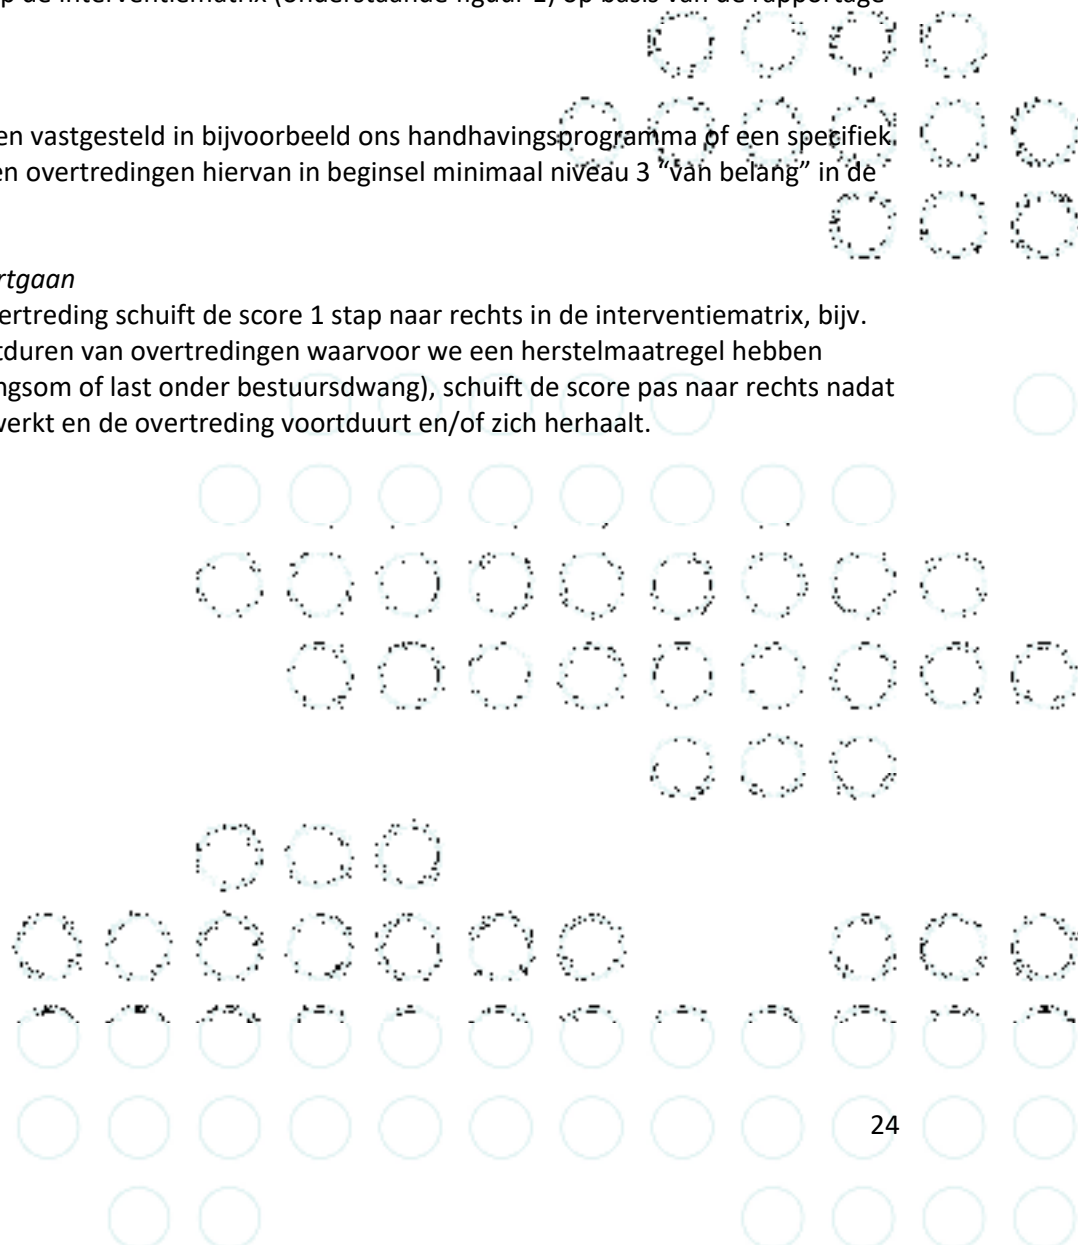 de interventiematrix (onderstaande figuur 1) op basis van de rapportage
en vastgesteld in bijvoorbeeld ons handhavingsprogramma of een specifiek
en overtredingen hiervan in beginsel minimaal niveau 3 “van belang” in de
rtgaan
ertreding schuift de score 1 stap naar rechts in de interventiematrix, bijv.
tduren van overtredingen waarvoor we een herstelmaatregel hebben
ngsom of last onder bestuursdwang), schuift de score pas naar rechts nadat
werkt en de overtreding voortduurt en/of zich herhaalt.
24